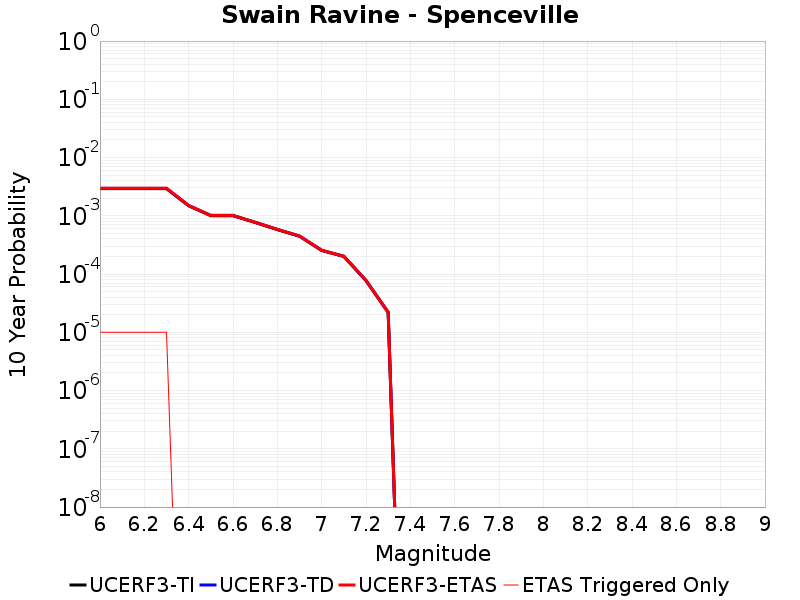 Swain Ravine - Spenceville
10^0
10^-1
10^-2
10^-3
10^-4
10^-5
10^-6
10^-7
10^-8
10 Year Probability
6 6.2 6.4 6.6 6.8 7 7.2 7.4 7.6 7.8 8 8.2 8.4 8.6 8.8 9
Magnitude
UCERF3-TI UCERF3-TD UCERF3-ETAS ETAS Triggered Only